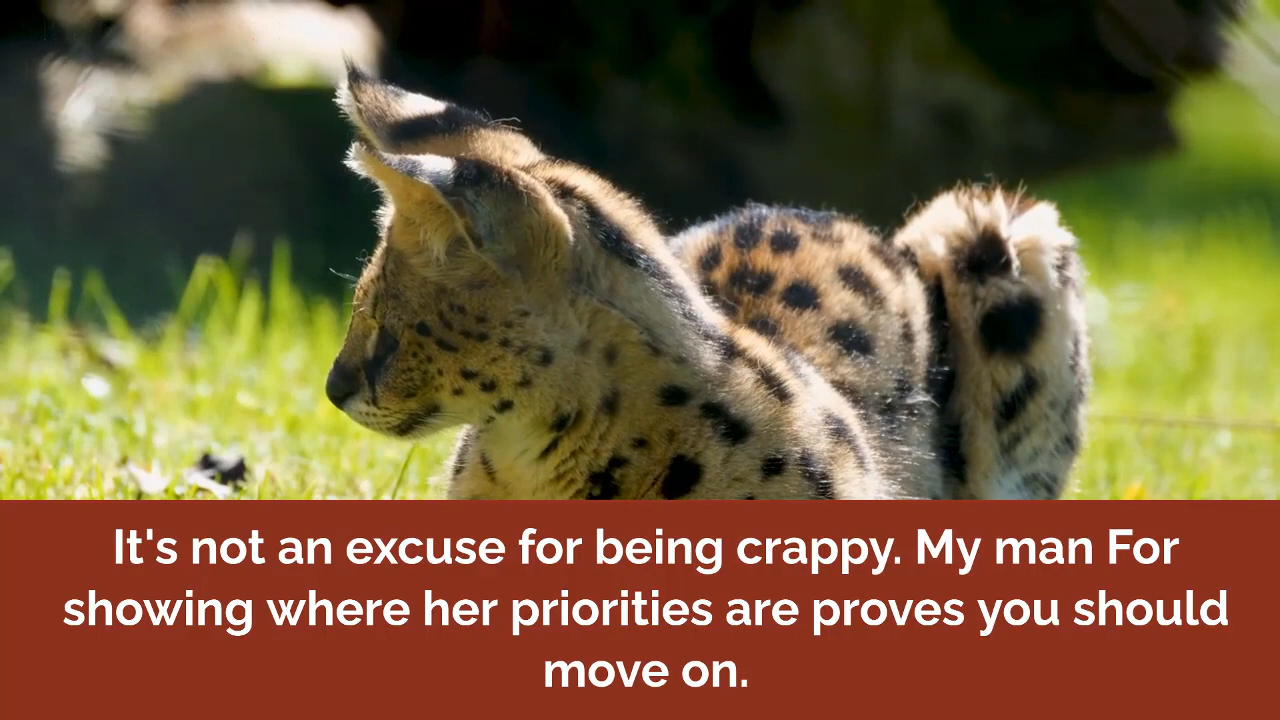 It's not an excuse for being crappy. My man For
showing where her priorities are proves you should
move on.